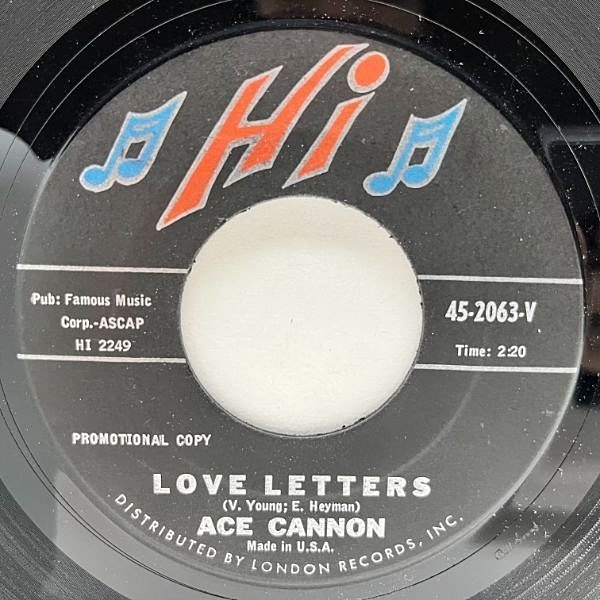 Hi
Pub: Famous Music
Corp.-ASCAP
HI 2249
45-2063-V
Time: 2:20
PROMOTIONAL COPY
LOVE LETTERS
(V. Young; E. Heyman)
ACE CANNON
Made in U.S.A.
DISTRIBUTED BY LONDON RECORDS, INC.